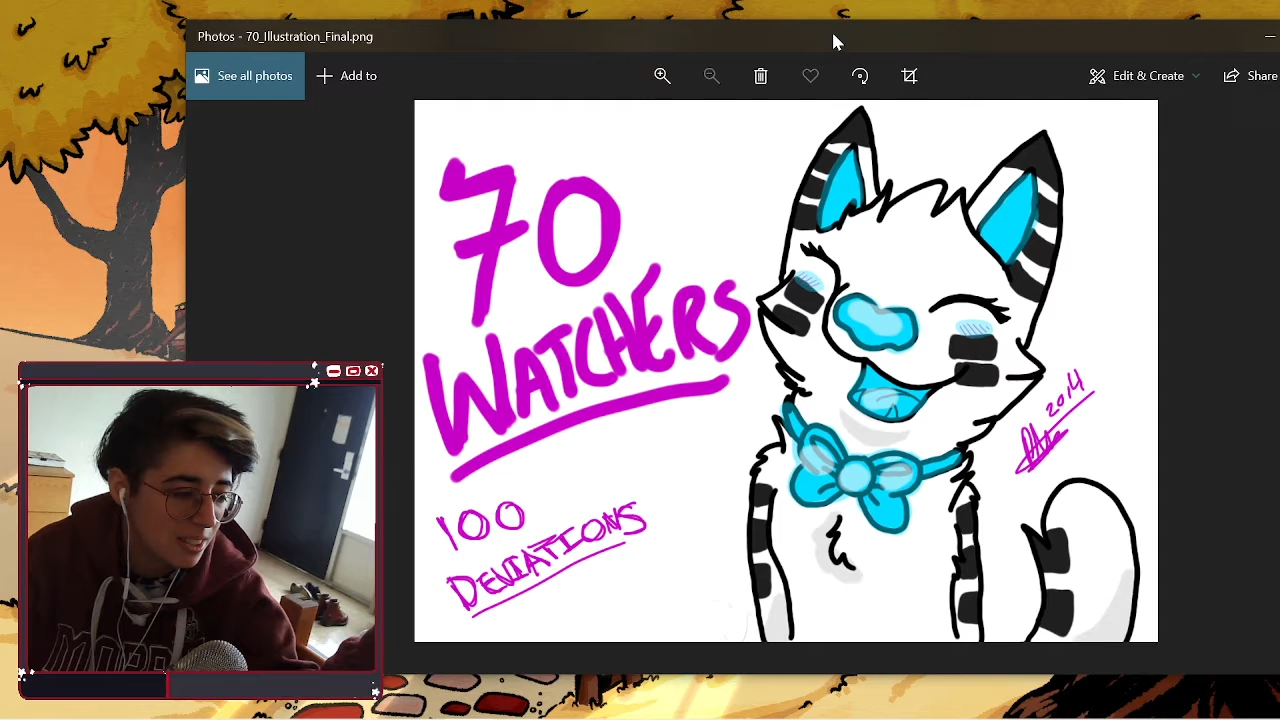 Photos - 70_Illustration_Final.png
See all photos
Add to
Edit & Create
Share
70
WATCHERS
100
DEVIATIONS
2014